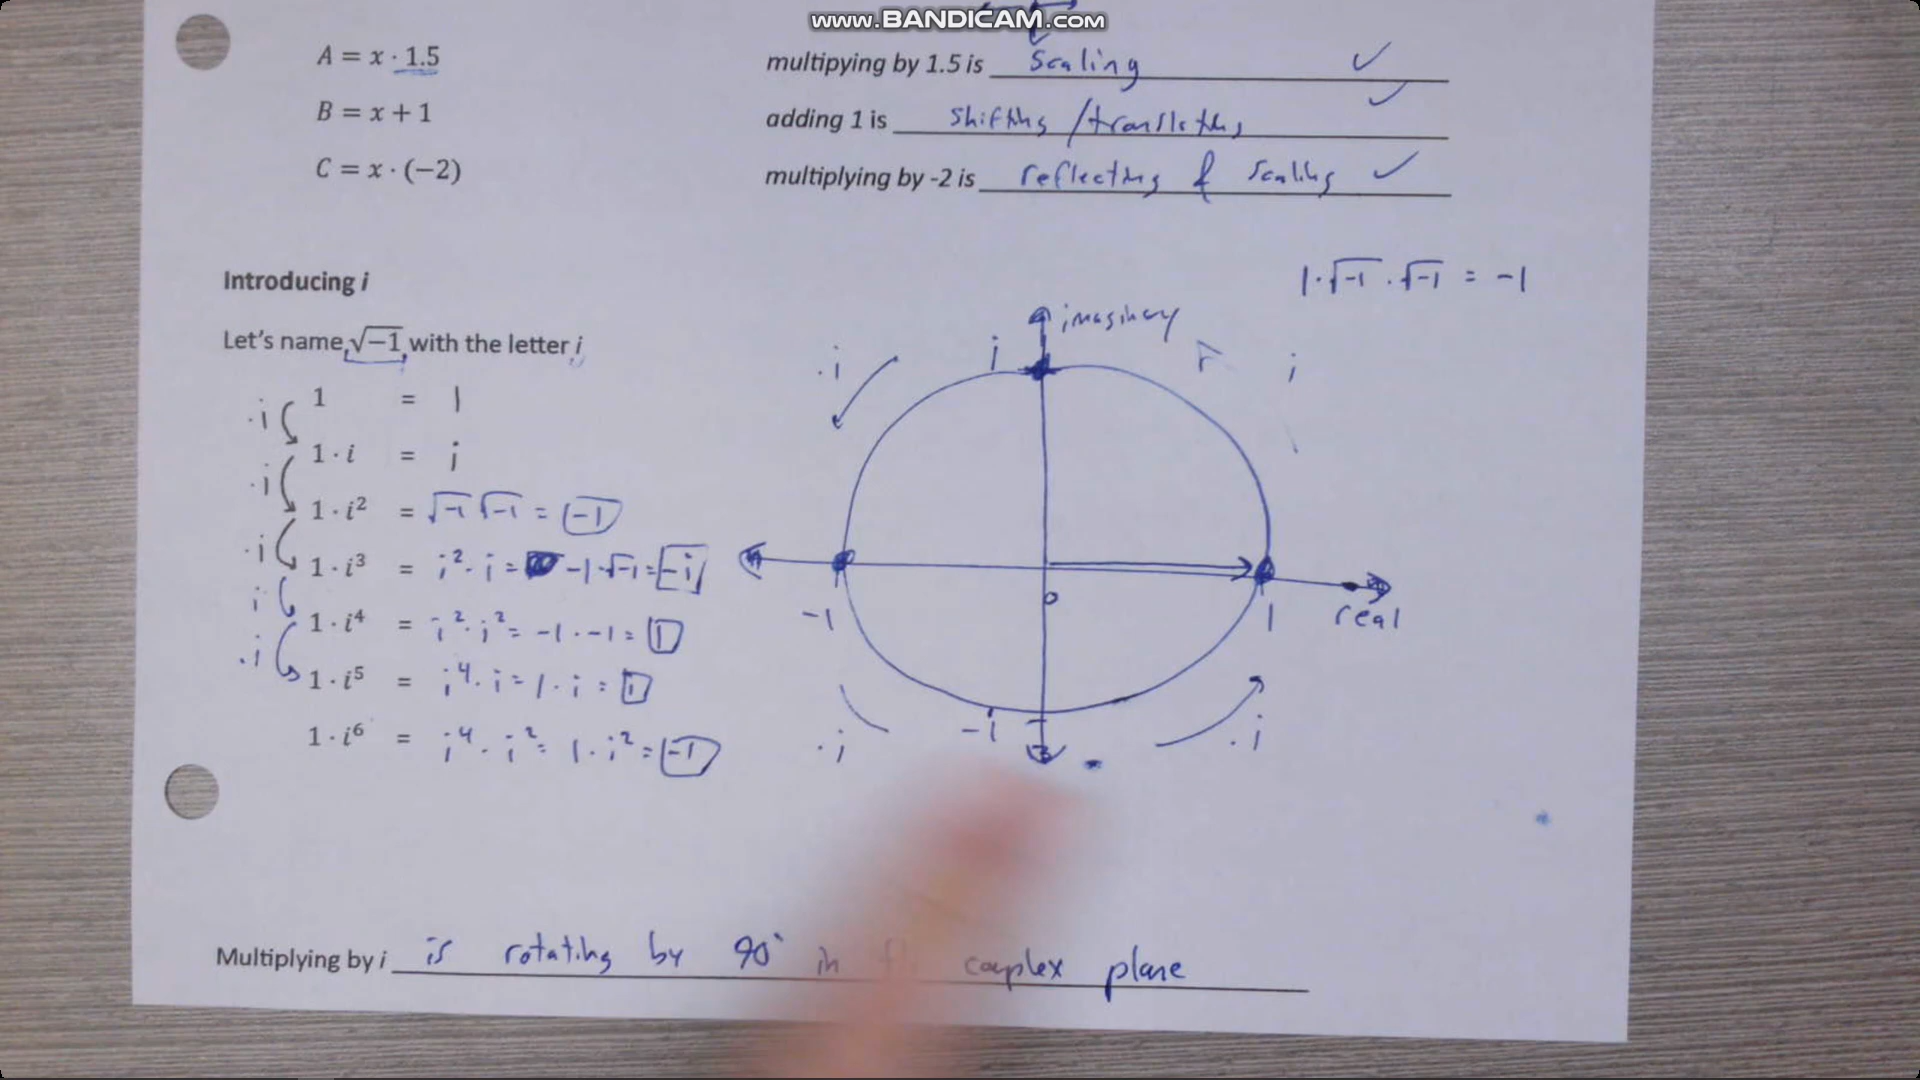 www.BANDICAM.com
A = x · 1.5
multipying by 1.5 is scaling ✓
B = x + 1
adding 1 is shifting / translating ✓
C = x · (−2)
multiplying by -2 is reflecting & scaling ✓
1·√-1 · √-1 = -1
Introducing i
Let's name √−1 with the letter i
·i 1 = 1
·i 1 · i = i
·i 1 · i² = √-1 √-1 = -1
i 1 · i³ = i² · i = -1·√-1 = -i
·i 1 · i⁴ = i² · i² = -1 · -1 = 1
1 · i⁵ = i⁴ · i = 1 · i = i
1 · i⁶ = i⁴ · i² = 1 · i² = -1
imaginary
·i
i
i
-1
0
1
real
-i
·i
·i
Multiplying by i is rotating by 90° in complex plane